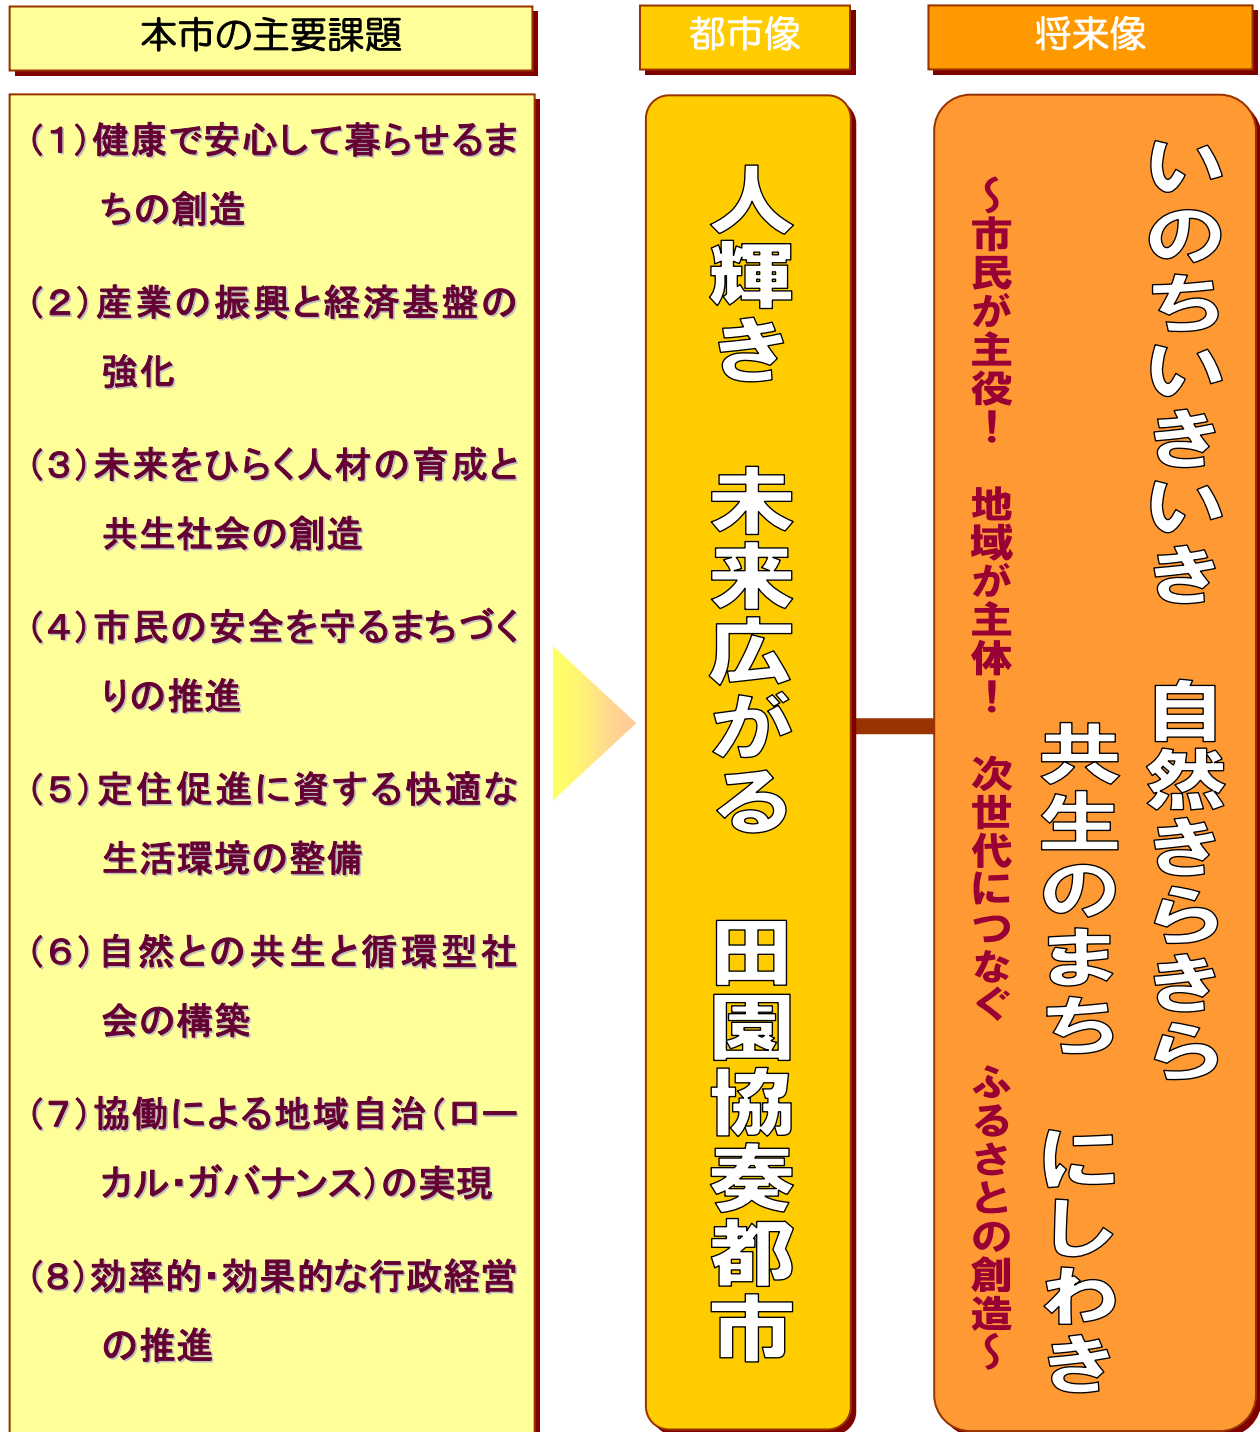 本市の主要課題
(1)健康で安心して暮らせるま
ちの創造
(2)産業の振興と経済基盤の
強化
(3)未来をひらく人材の育成と
共生社会の創造
(4)市民の安全を守るまちづく
りの推進
(5)定住促進に資する快適な
生活環境の整備
(6)自然との共生と循環型社
会の構築
(7)協働による地域自治(ロー
カル・ガバナンス)の実現
(8)効率的・効果的な行政経営
の推進
都市像
人輝き　未来広がる　田園協奏都市
将来像
いのちいきいき　自然きらきら
共生のまち　にしわき
～市民が主役！　地域が主体！　次世代につなぐ　ふるさとの創造～